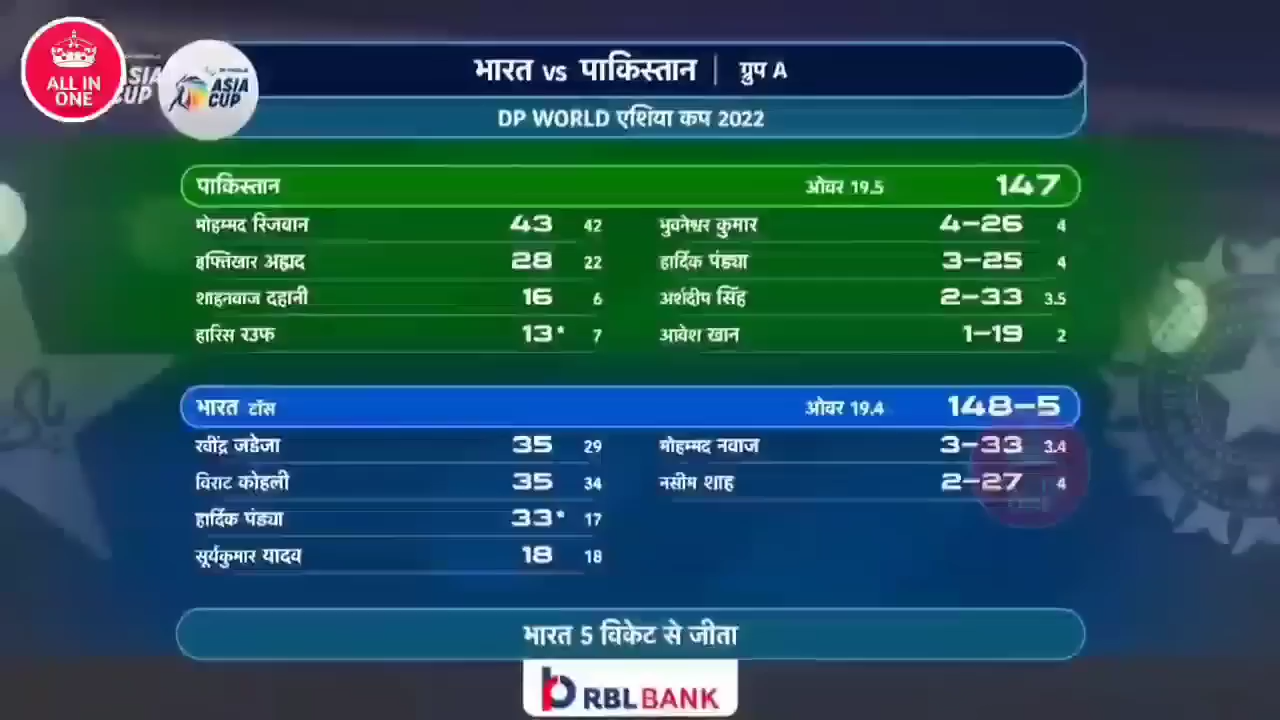 ALL IN
ONE
ASIA
CUP
भारत vs पाकिस्तान | ग्रुप A
DP WORLD एशिया कप 2022
पाकिस्तान ओवर 19.5 147
मोहम्मद रिजवान 43 42 भुवनेश्वर कुमार 4-26 4
इफ्तिखार अहमद 28 22 हार्दिक पंड्या 3-25 4
शाहनवाज दहानी 16 6 अर्शदीप सिंह 2-33 3.5
हारिस रउफ 13* 7 आवेश खान 1-19 2
भारत टॉस ओवर 19.4 148-5
रवींद्र जडेजा 35 29 मोहम्मद नवाज 3-33 3.4
विराट कोहली 35 34 नसीम शाह 2-27 4
हार्दिक पंड्या 33* 17
सूर्यकुमार यादव 18 18
भारत 5 विकेट से जीता
RBL BANK